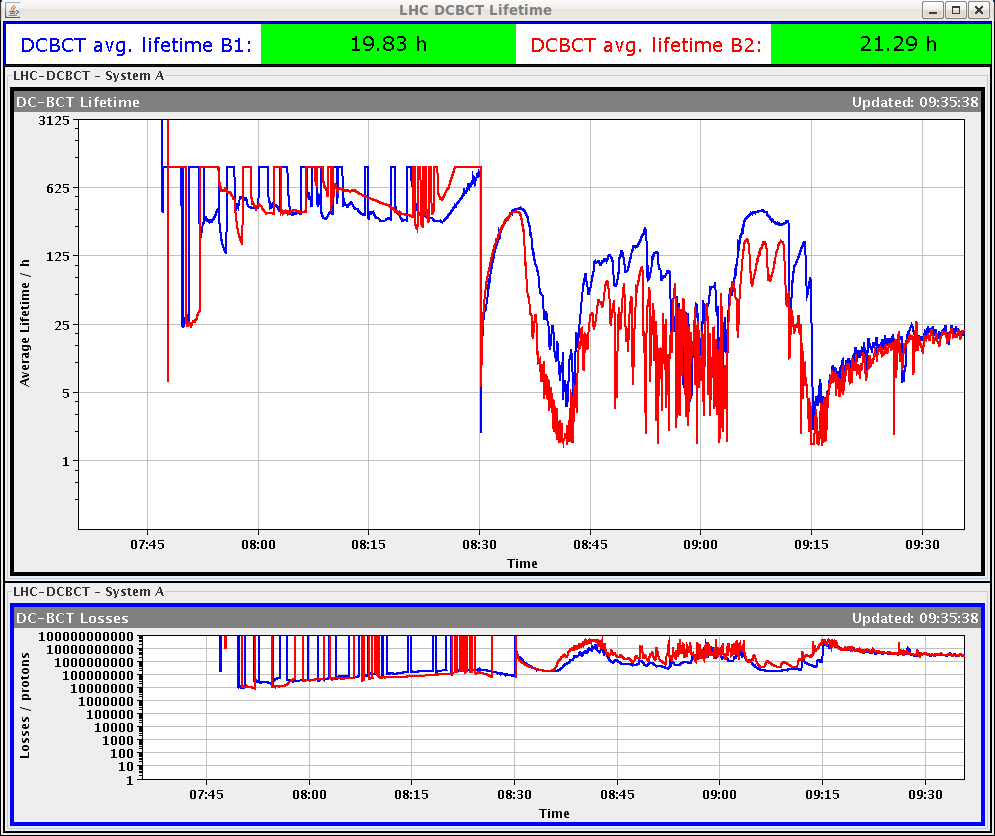 LHC DCBCT Lifetime
DCBCT avg. lifetime B1: 19.83 h DCBCT avg. lifetime B2: 21.29 h
LHC-DCBCT - System A
DC-BCT Lifetime Updated: 09:35:38
Average Lifetime / h
3125
625
125
25
5
1
07:45 08:00 08:15 08:30 08:45 09:00 09:15 09:30
Time
LHC-DCBCT - System A
DC-BCT Losses Updated: 09:35:38
Losses / protons
100000000000
10000000000
1000000000
100000000
10000000
1000000
100000
10000
1000
100
10
1
07:45 08:00 08:15 08:30 08:45 09:00 09:15 09:30
Time